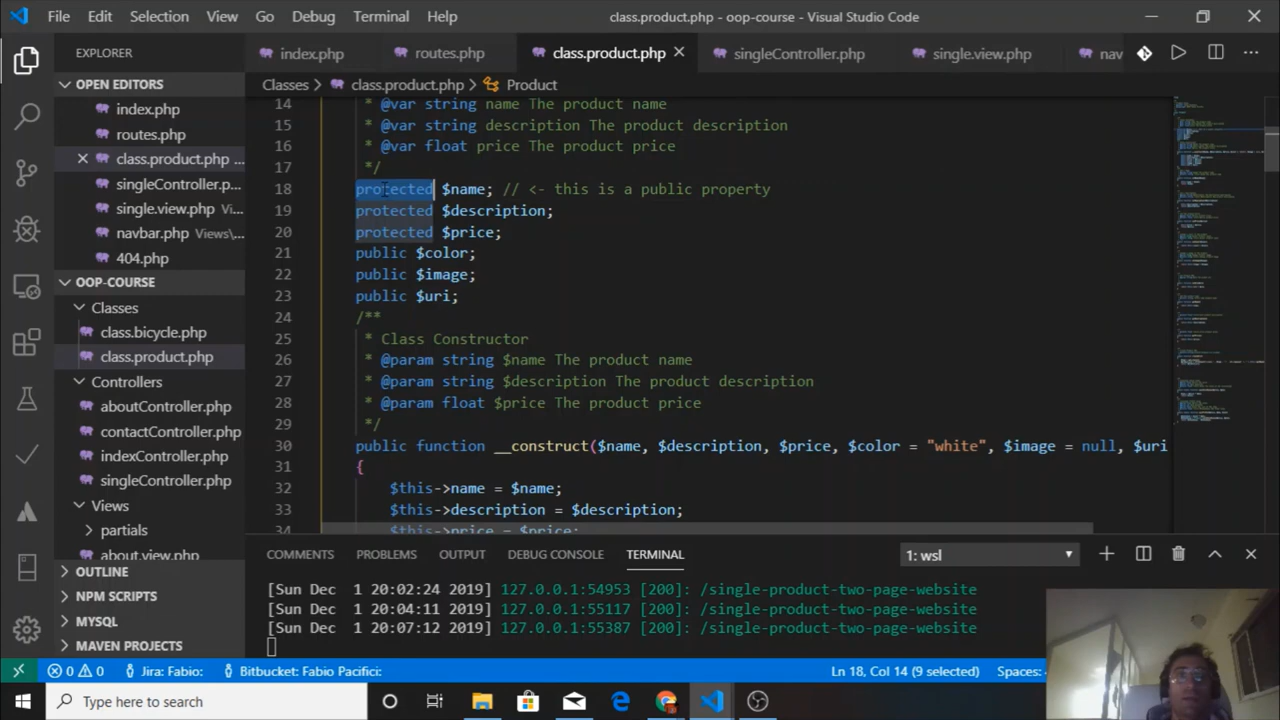 File Edit Selection View Go Debug Terminal Help
class.product.php - oop-course - Visual Studio Code
EXPLORER
OPEN EDITORS
index.php
routes.php
class.product.php ...
singleController.p...
single.view.php Vi...
navbar.php Views\...
404.php
OOP-COURSE
Classes
class.bicycle.php
class.product.php
Controllers
aboutController.php
contactController.php
indexController.php
singleController.php
Views
partials
about.view.php
OUTLINE
NPM SCRIPTS
MYSQL
MAVEN PROJECTS
index.php routes.php class.product.php singleController.php single.view.php nav
Classes > class.product.php > Product
14 * @var string name The product name
15 * @var string description The product description
16 * @var float price The product price
17 */
18 protected $name; // <- this is a public property
19 protected $description;
20 protected $price;
21 public $color;
22 public $image;
23 public $uri;
24 /**
25 * Class Constructor
26 * @param string $name The product name
27 * @param string $description The product description
28 * @param float $price The product price
29 */
30 public function __construct($name, $description, $price, $color = "white", $image = null, $uri
31 {
32 $this->name = $name;
33 $this->description = $description;
34 $this->price = $price;
COMMENTS PROBLEMS OUTPUT DEBUG CONSOLE TERMINAL 1: wsl
[Sun Dec 1 20:02:24 2019] 127.0.0.1:54953 [200]: /single-product-two-page-website
[Sun Dec 1 20:04:11 2019] 127.0.0.1:55117 [200]: /single-product-two-page-website
[Sun Dec 1 20:07:12 2019] 127.0.0.1:55387 [200]: /single-product-two-page-website
0 0 Jira: Fabio: Bitbucket: Fabio Pacifici: Ln 18, Col 14 (9 selected) Spaces:
Type here to search